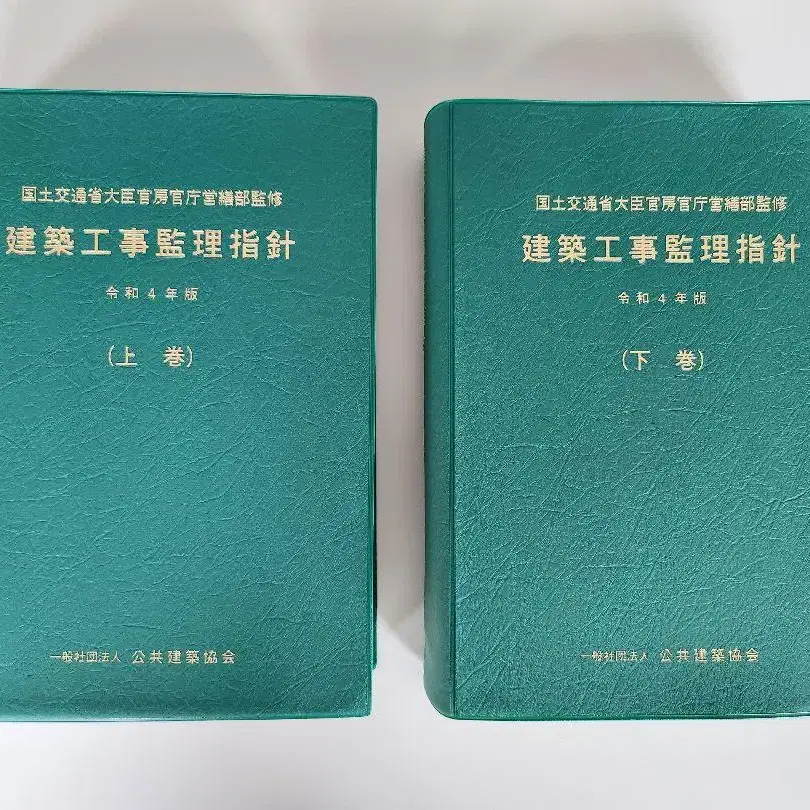 国土交通省大臣官房官庁営繕部監修
建築工事監理指針
令和4年版
(上 巻)
一般社団法人 公共建築協会
国土交通省大臣官房官庁営繕部監修
建築工事監理指針
令和4年版
(下 巻)
一般社団法人 公共建築協会